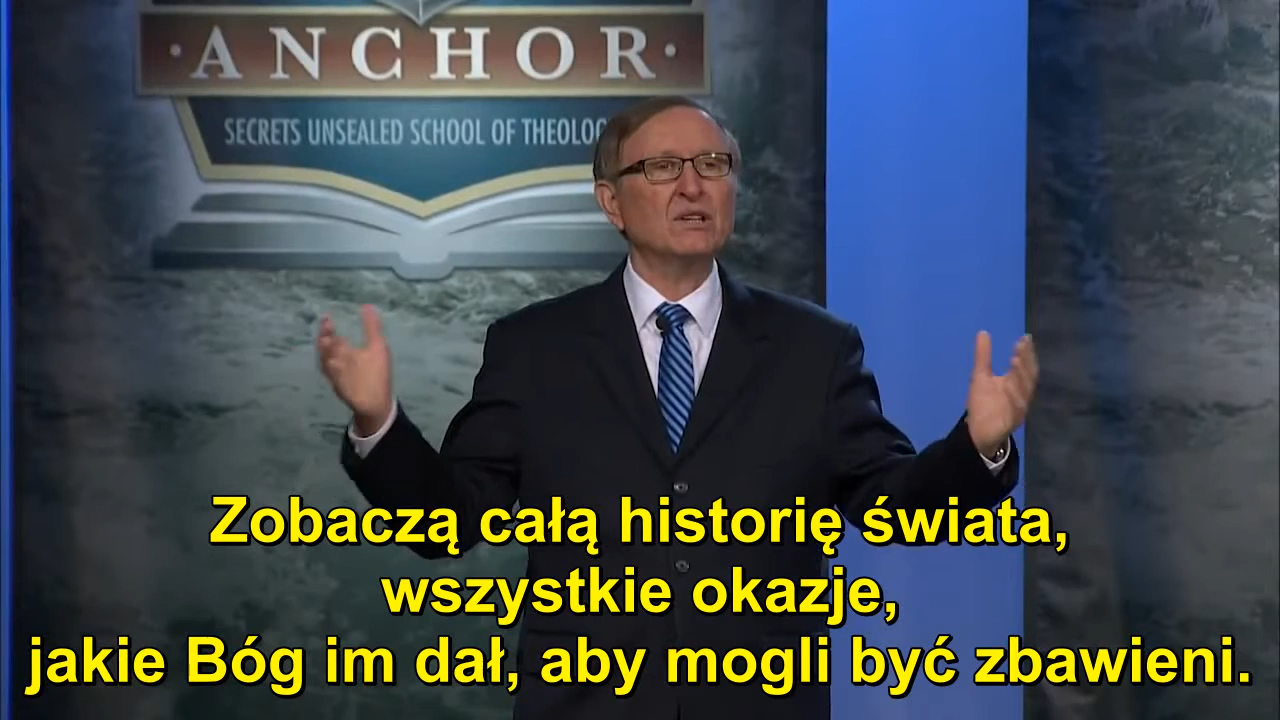 ·ANCHOR·
SECRETS UNSEALED SCHOOL OF
Zobaczą całą historię świata,
wszystkie okazje,
jakie Bóg im dał, aby mogli być zbawieni.